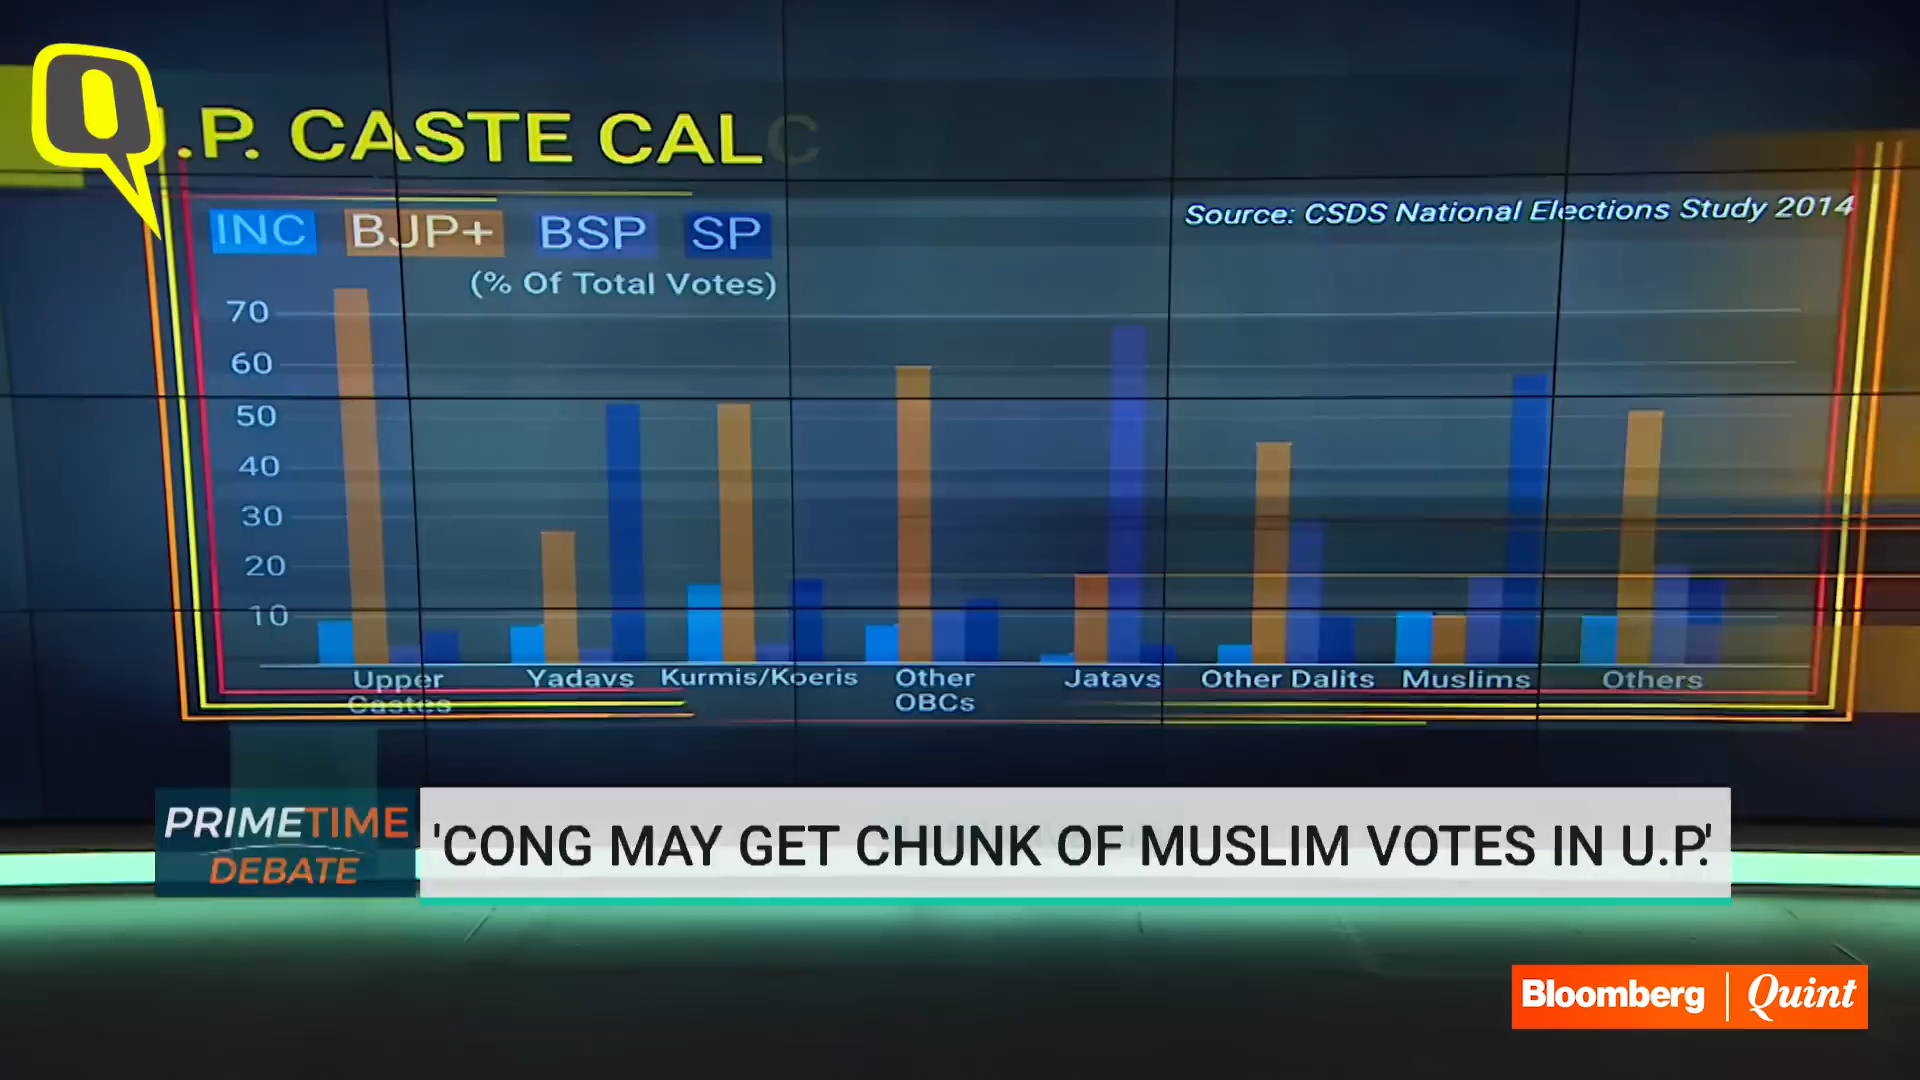 Q
.P. CASTE CALC
INC BJP+ BSP SP
Source: CSDS National Elections Study 2014
(% Of Total Votes)
70
60
50
40
30
20
10
Upper Castes
Yadavs
Kurmis/Koeris
Other OBCs
Jatavs
Other Dalits
Muslims
Others
PRIMETIME
DEBATE
'CONG MAY GET CHUNK OF MUSLIM VOTES IN U.P.'
Bloomberg | Quint